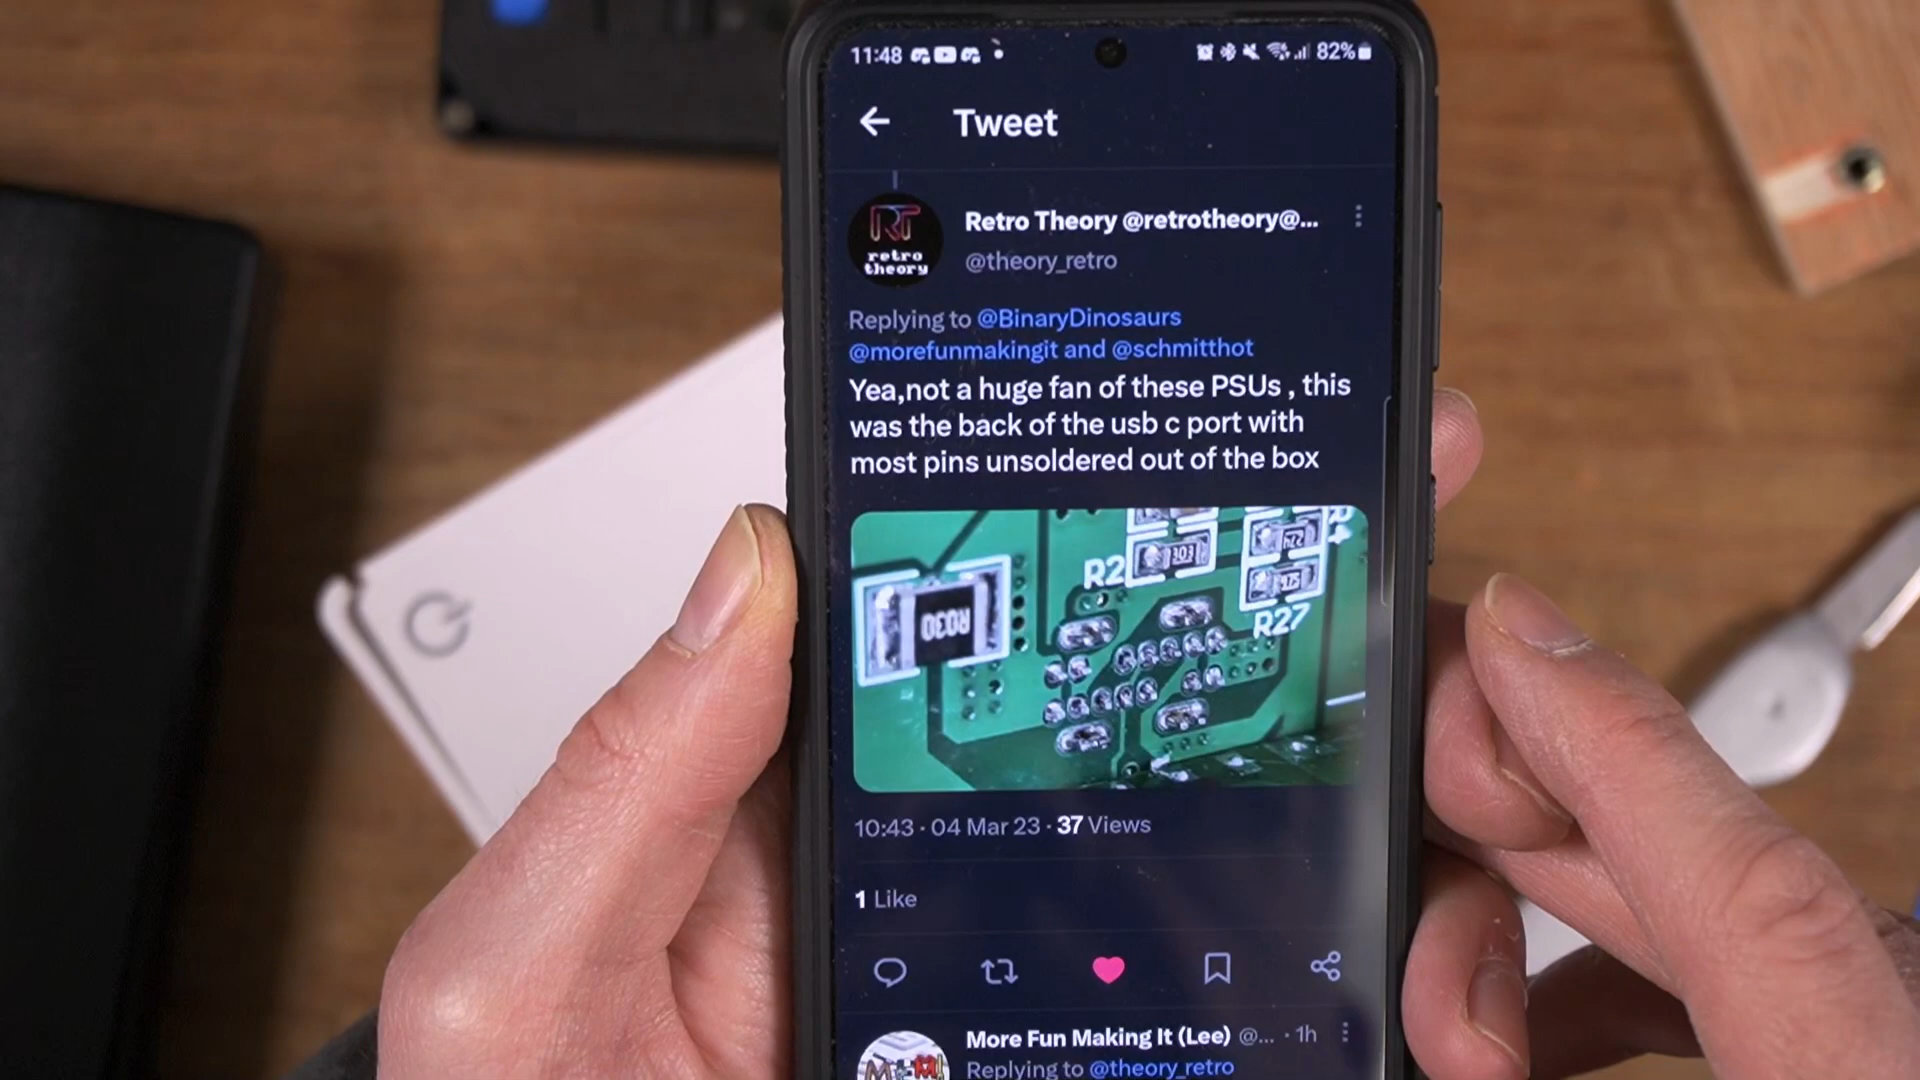 11:48
82%
Tweet
RT
retro
theory
Retro Theory @retrotheory@...
@theory_retro
Replying to @BinaryDinosaurs
@morefunmakingit and @schmitthot
Yea,not a huge fan of these PSUs , this
was the back of the usb c port with
most pins unsoldered out of the box
R2
303
R030
R27
10:43 · 04 Mar 23 · 37 Views
1 Like
More Fun Making It (Lee) @... · 1h
Replying to @theory_retro